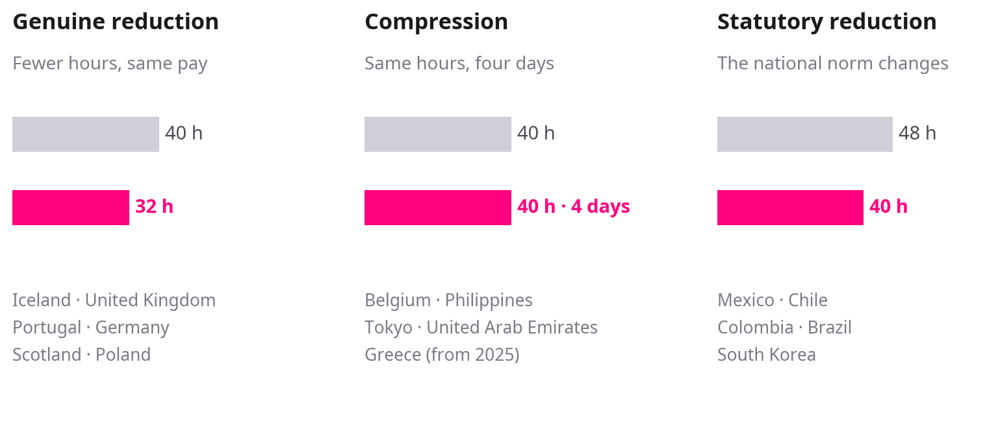 Genuine reduction
Fewer hours, same pay
40 h
32 h
Iceland · United Kingdom
Portugal · Germany
Scotland · Poland
Compression
Same hours, four days
40 h
40 h · 4 days
Belgium · Philippines
Tokyo · United Arab Emirates
Greece (from 2025)
Statutory reduction
The national norm changes
48 h
40 h
Mexico · Chile
Colombia · Brazil
South Korea